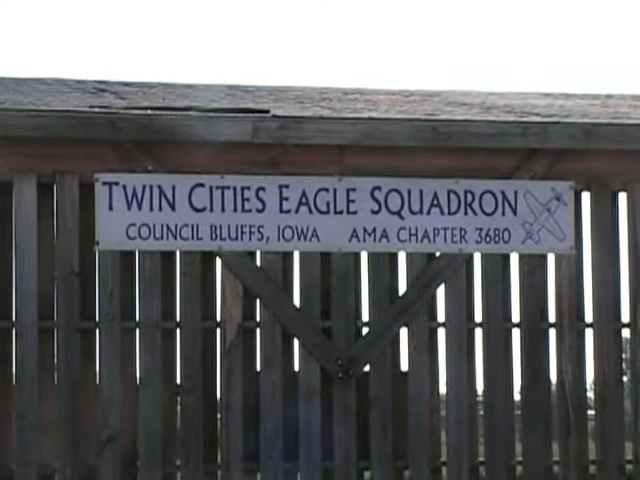 TWIN CITIES EAGLE SQUADRON
COUNCIL BLUFFS, IOWA AMA CHAPTER 3680